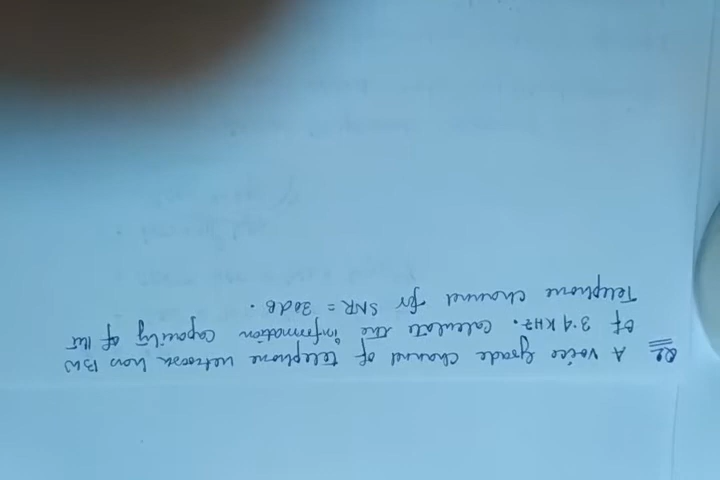 Q1 A voice grade channel of telephone network has BW
of 3.4 KHz. Calculate the information capacity of the
Telephone channel for SNR = 30dB.